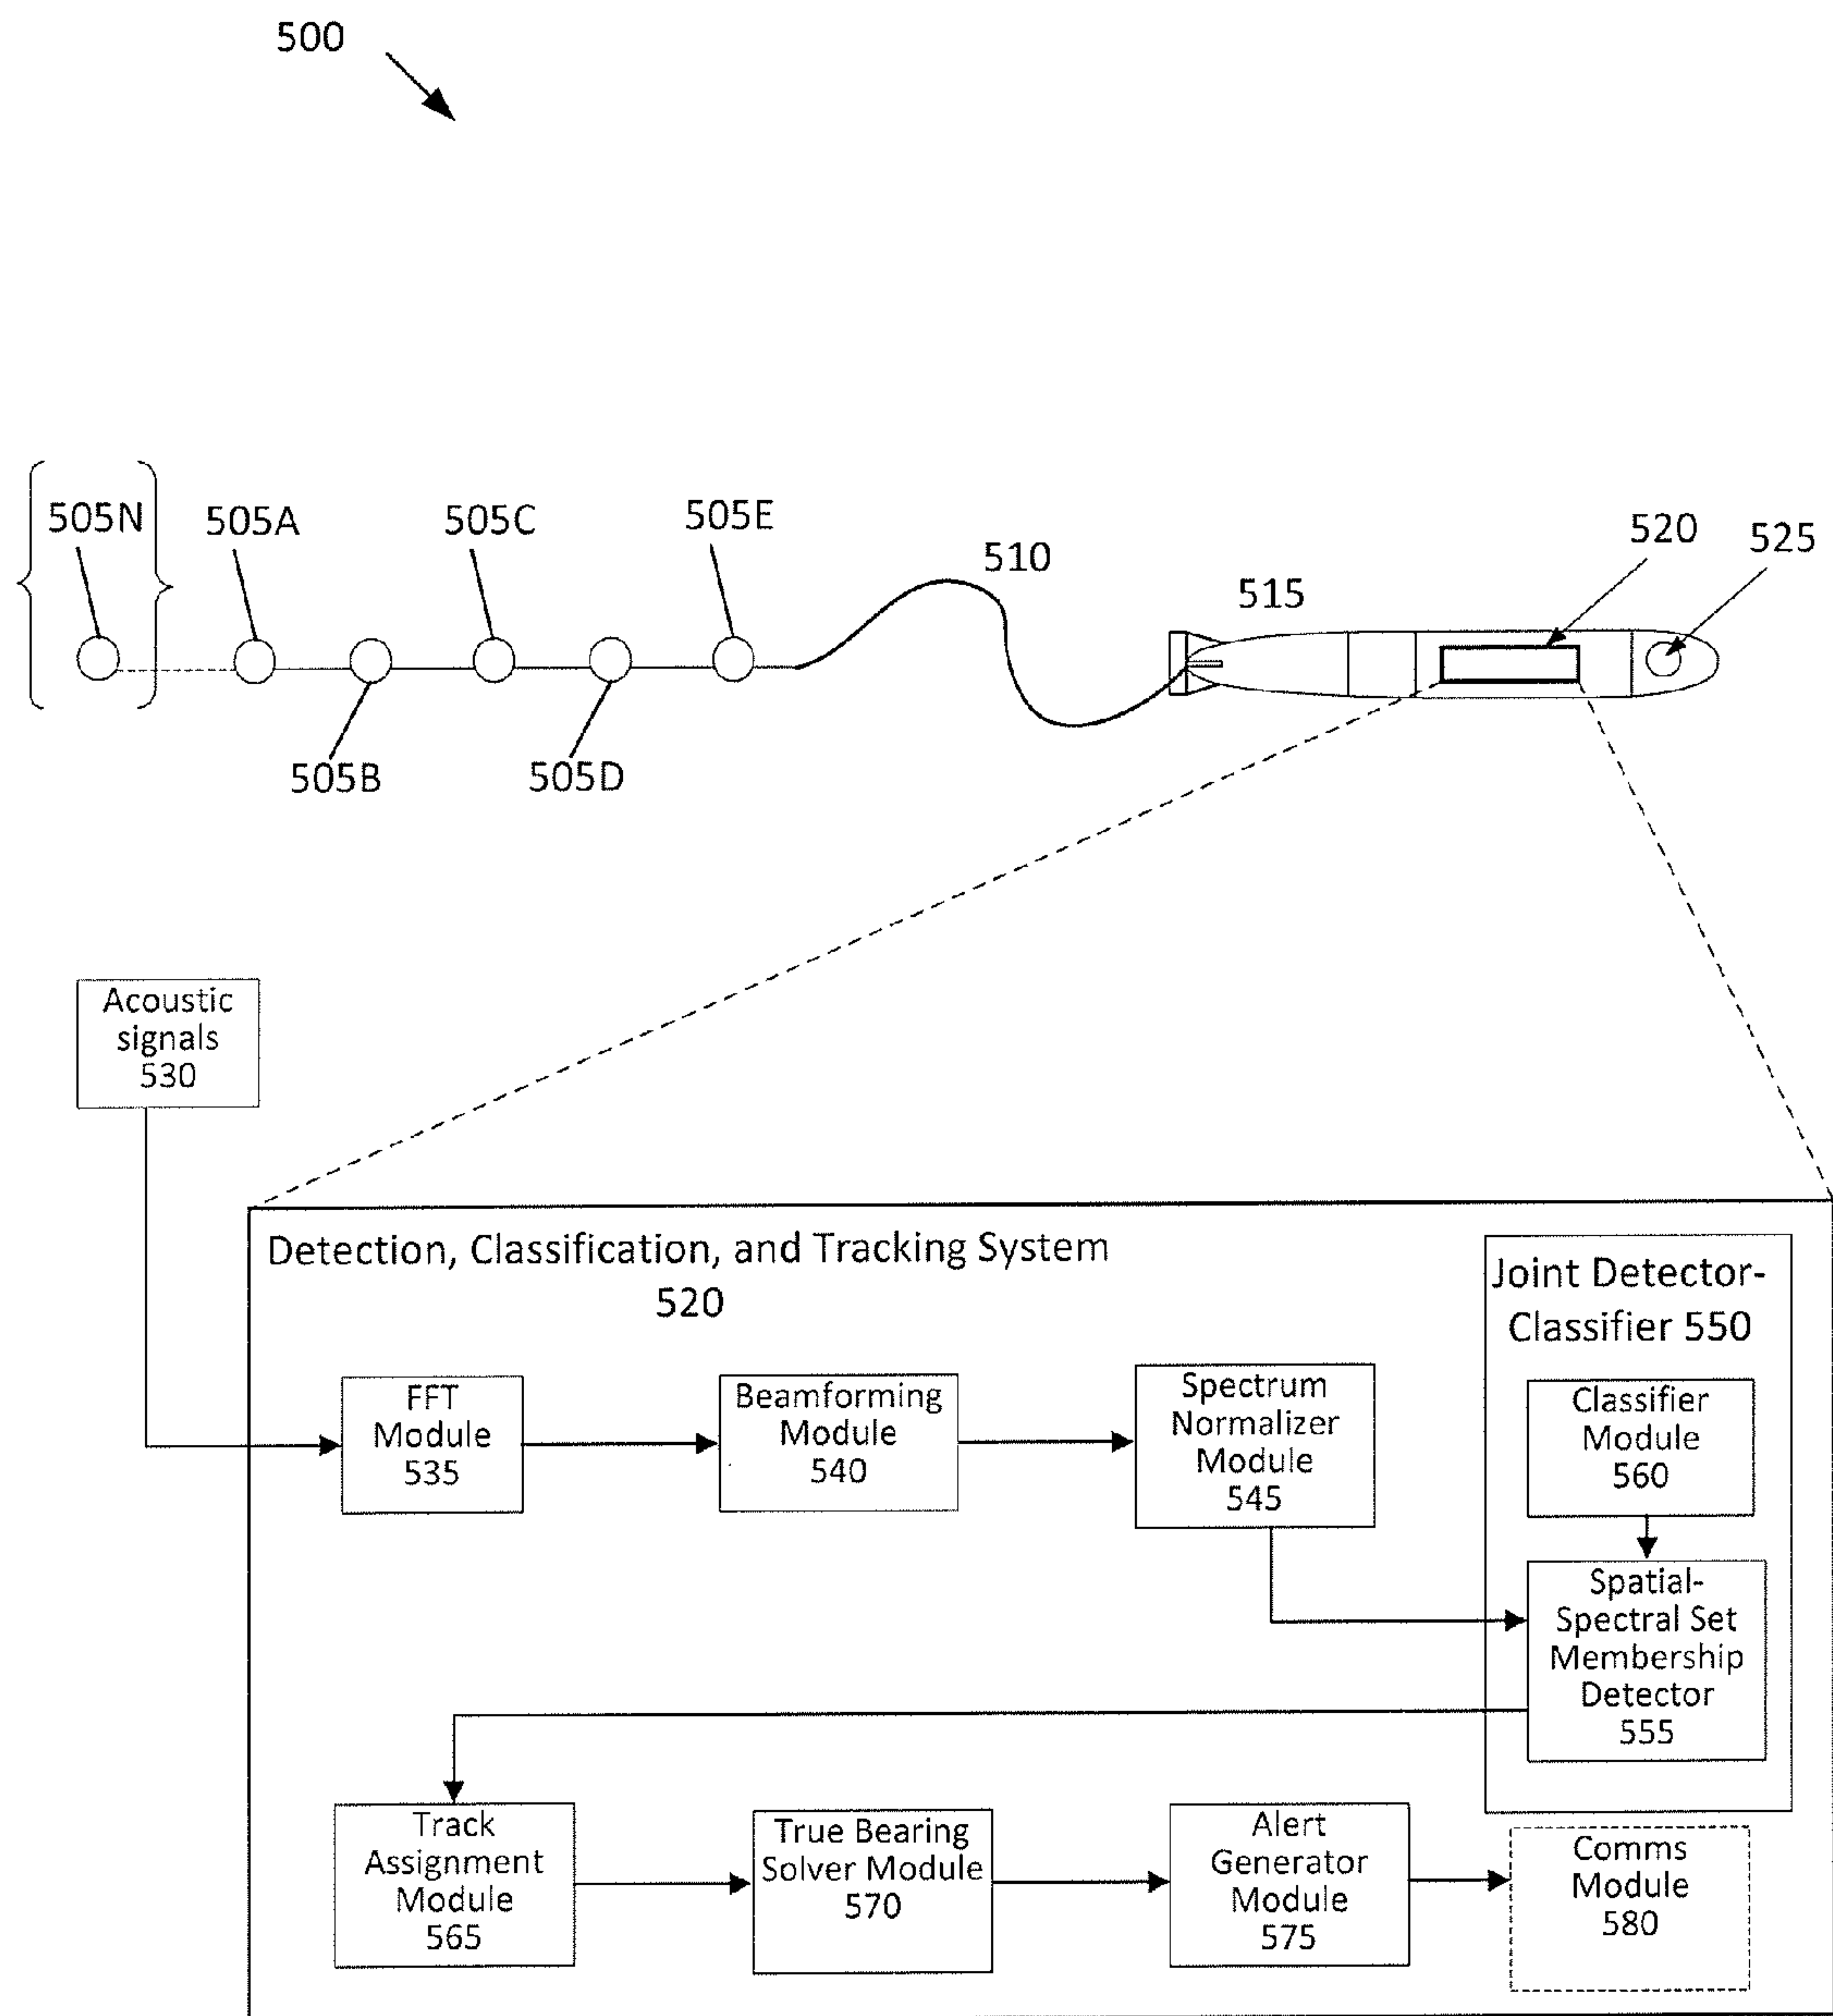 500
505N
505A
505C
505E
510
515
520
525
505B
505D
Acoustic
signals
530
Detection, Classification, and Tracking System
520
Joint Detector-
Classifier 550
FFT
Module
535
Beamforming
Module
540
Spectrum
Normalizer
Module
545
Classifier
Module
560
Spatial-
Spectral Set
Membership
Detector
555
Track
Assignment
Module
565
True Bearing
Solver Module
570
Alert
Generator
Module
575
Comms
Module
580